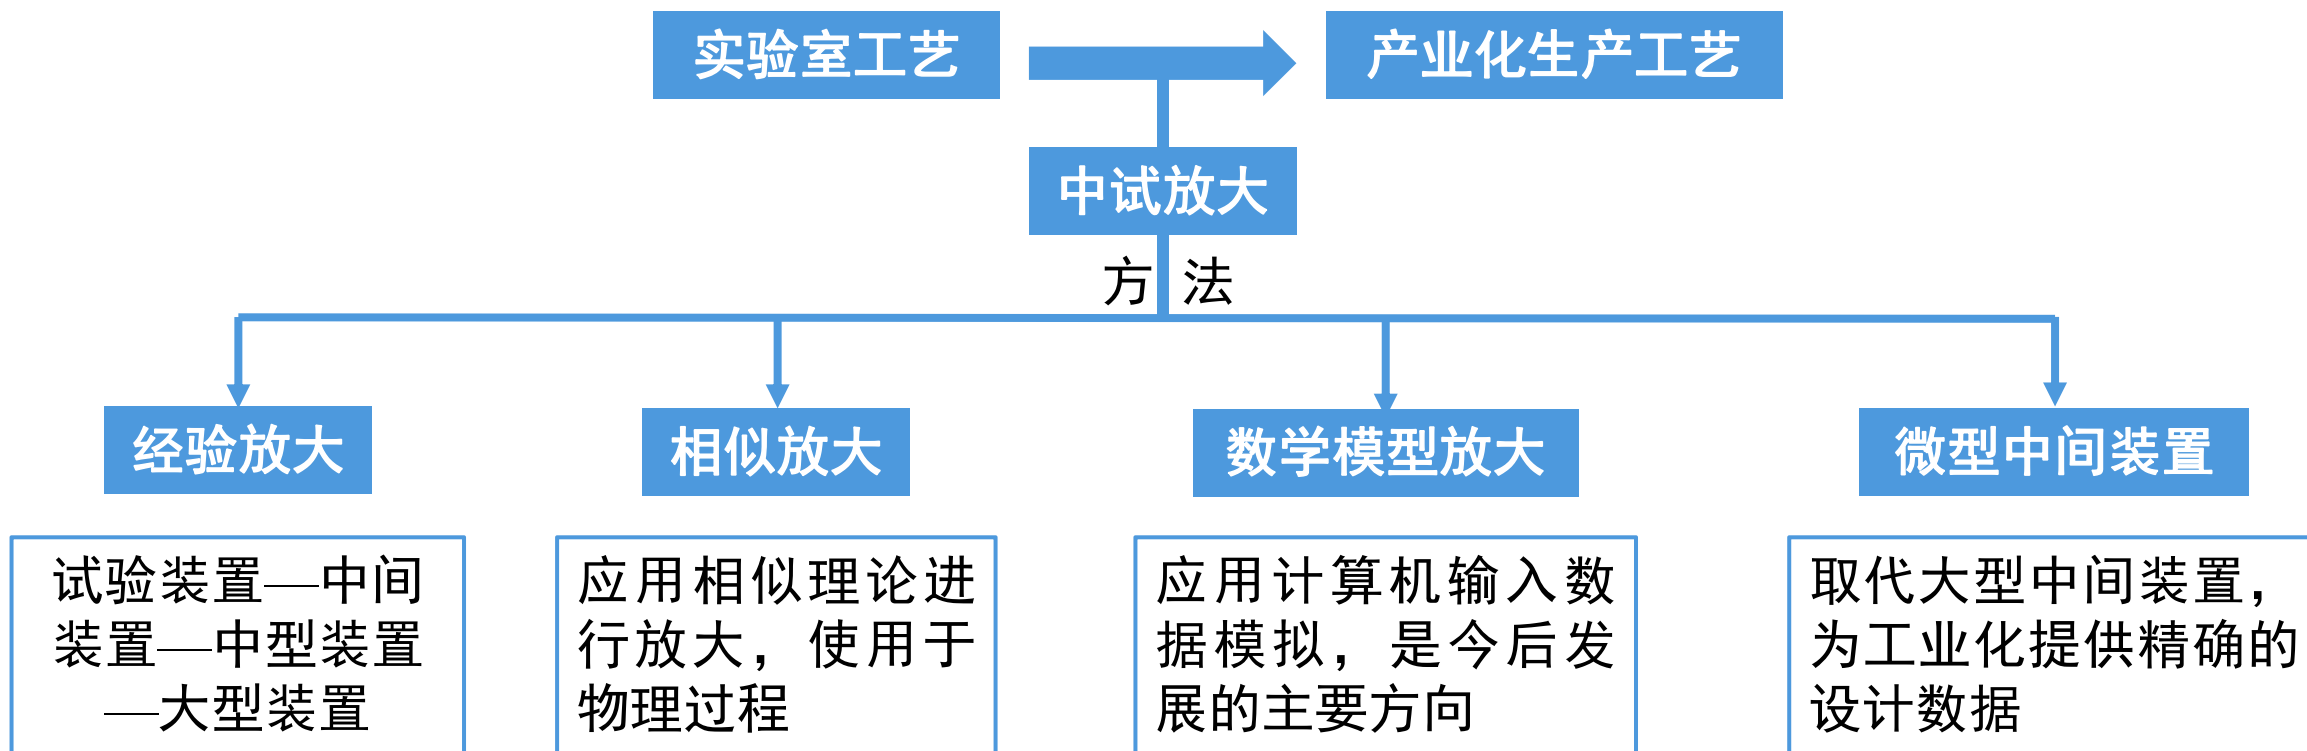 实验室工艺
产业化生产工艺
中试放大
方法
经验放大
相似放大
数学模型放大
微型中间装置
试验装置—中间
装置—中型装置
—大型装置
应用相似理论进
行放大，使用于
物理过程
应用计算机输入数
据模拟，是今后发
展的主要方向
取代大型中间装置，
为工业化提供精确的
设计数据